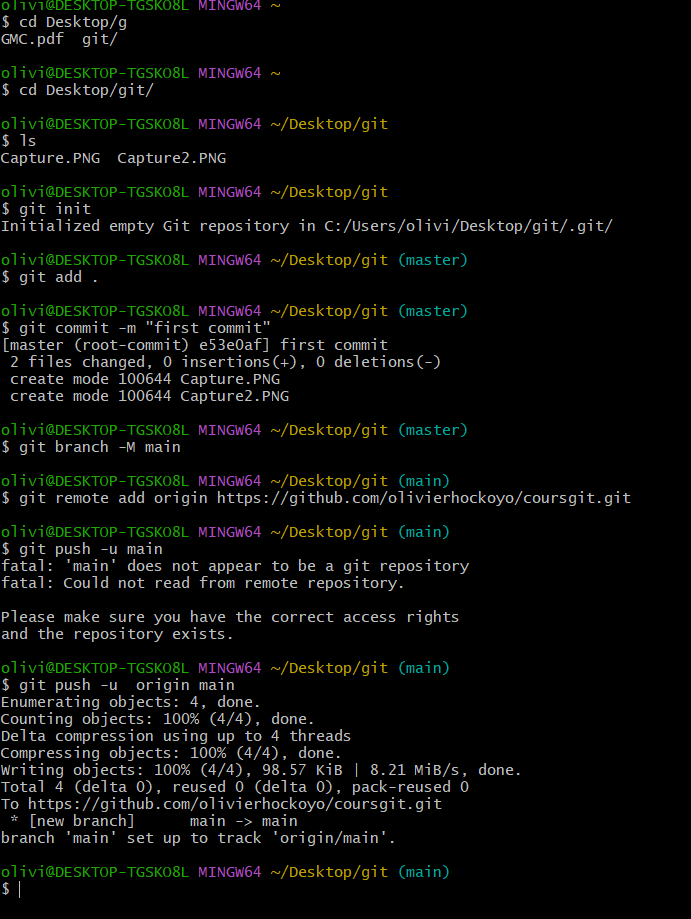 olivi@DESKTOP-TGSKO8L MINGW64 ~
$ cd Desktop/g
GMC.pdf  git/
olivi@DESKTOP-TGSKO8L MINGW64 ~
$ cd Desktop/git/
olivi@DESKTOP-TGSKO8L MINGW64 ~/Desktop/git
$ ls
Capture.PNG  Capture2.PNG
olivi@DESKTOP-TGSKO8L MINGW64 ~/Desktop/git
$ git init
Initialized empty Git repository in C:/Users/olivi/Desktop/git/.git/
olivi@DESKTOP-TGSKO8L MINGW64 ~/Desktop/git (master)
$ git add .
olivi@DESKTOP-TGSKO8L MINGW64 ~/Desktop/git (master)
$ git commit -m "first commit"
[master (root-commit) e53e0af] first commit
 2 files changed, 0 insertions(+), 0 deletions(-)
 create mode 100644 Capture.PNG
 create mode 100644 Capture2.PNG
olivi@DESKTOP-TGSKO8L MINGW64 ~/Desktop/git (master)
$ git branch -M main
olivi@DESKTOP-TGSKO8L MINGW64 ~/Desktop/git (main)
$ git remote add origin https://github.com/olivierhockoyo/coursgit.git
olivi@DESKTOP-TGSKO8L MINGW64 ~/Desktop/git (main)
$ git push -u main
fatal: 'main' does not appear to be a git repository
fatal: Could not read from remote repository.
Please make sure you have the correct access rights
and the repository exists.
olivi@DESKTOP-TGSKO8L MINGW64 ~/Desktop/git (main)
$ git push -u  origin main
Enumerating objects: 4, done.
Counting objects: 100% (4/4), done.
Delta compression using up to 4 threads
Compressing objects: 100% (4/4), done.
Writing objects: 100% (4/4), 98.57 KiB | 8.21 MiB/s, done.
Total 4 (delta 0), reused 0 (delta 0), pack-reused 0
To https://github.com/olivierhockoyo/coursgit.git
 * [new branch]      main -> main
branch 'main' set up to track 'origin/main'.
olivi@DESKTOP-TGSKO8L MINGW64 ~/Desktop/git (main)
$